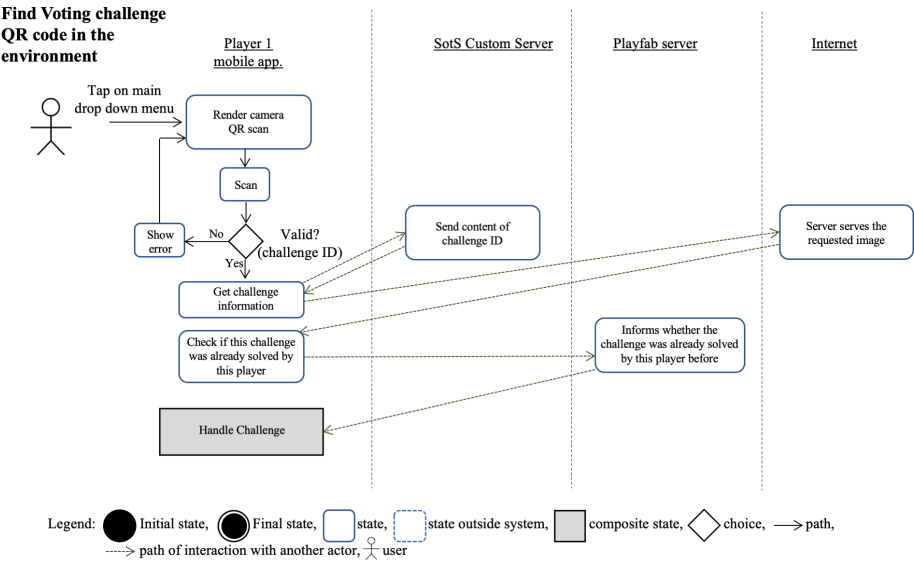 Find Voting challenge
QR code in the
environment
Player 1
mobile app.
SotS Custom Server
Playfab server
Internet
Tap on main
drop down menu
Render camera
QR scan
Scan
Show
error
No
Valid?
(challenge ID)
Yes
Send content of
challenge ID
Server serves the
requested image
Get challenge
information
Check if this challenge
was already solved by
this player
Informs whether the
challenge was already solved
by this player before
Handle Challenge
Legend: Initial state, Final state, state, state outside system, composite state, choice, path,
path of interaction with another actor, user